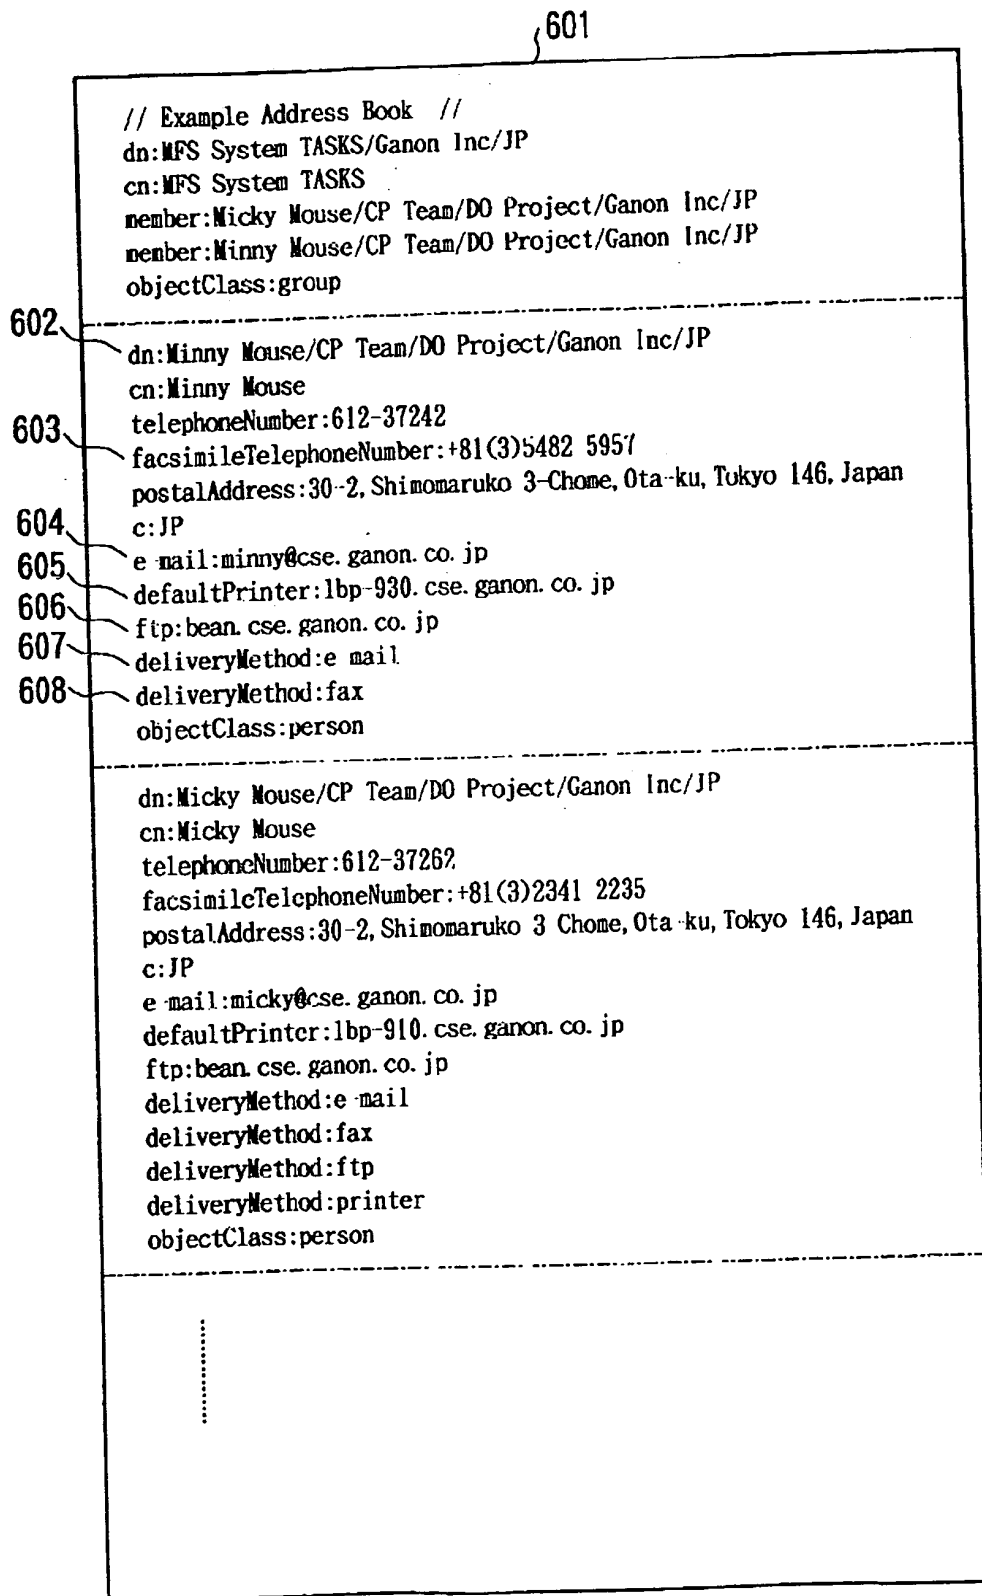 601
// Example Address Book //
dn:MFS System TASKS/Ganon Inc/JP
cn:MFS System TASKS
member:Micky Mouse/CP Team/DO Project/Ganon Inc/JP
member:Minny Mouse/CP Team/DO Project/Ganon Inc/JP
objectClass:group
602 dn:Minny Mouse/CP Team/DO Project/Ganon Inc/JP
cn:Minny Mouse
telephoneNumber:612-37242
603 facsimileTelephoneNumber:+81(3)5482 5957
postalAddress:30-2, Shimomaruko 3-Chome, Ota-ku, Tokyo 146, Japan
c:JP
604 e mail:minny@cse. ganon. co. jp
605 defaultPrinter:lbp-930. cse. ganon. co. jp
606 ftp:bean. cse. ganon. co. jp
607 deliveryMethod:e mail
608 deliveryMethod:fax
objectClass:person
dn:Micky Mouse/CP Team/DO Project/Ganon Inc/JP
cn:Micky Mouse
telephoneNumber:612-37262
facsimileTelephoneNumber:+81(3)2341 2235
postalAddress:30-2, Shimomaruko 3 Chome, Ota-ku, Tokyo 146, Japan
c:JP
e-mail:micky@cse. ganon. co. jp
defaultPrinter:lbp-910. cse. ganon. co. jp
ftp:bean. cse. ganon. co. jp
deliveryMethod:e-mail
deliveryMethod:fax
deliveryMethod:ftp
deliveryMethod:printer
objectClass:person